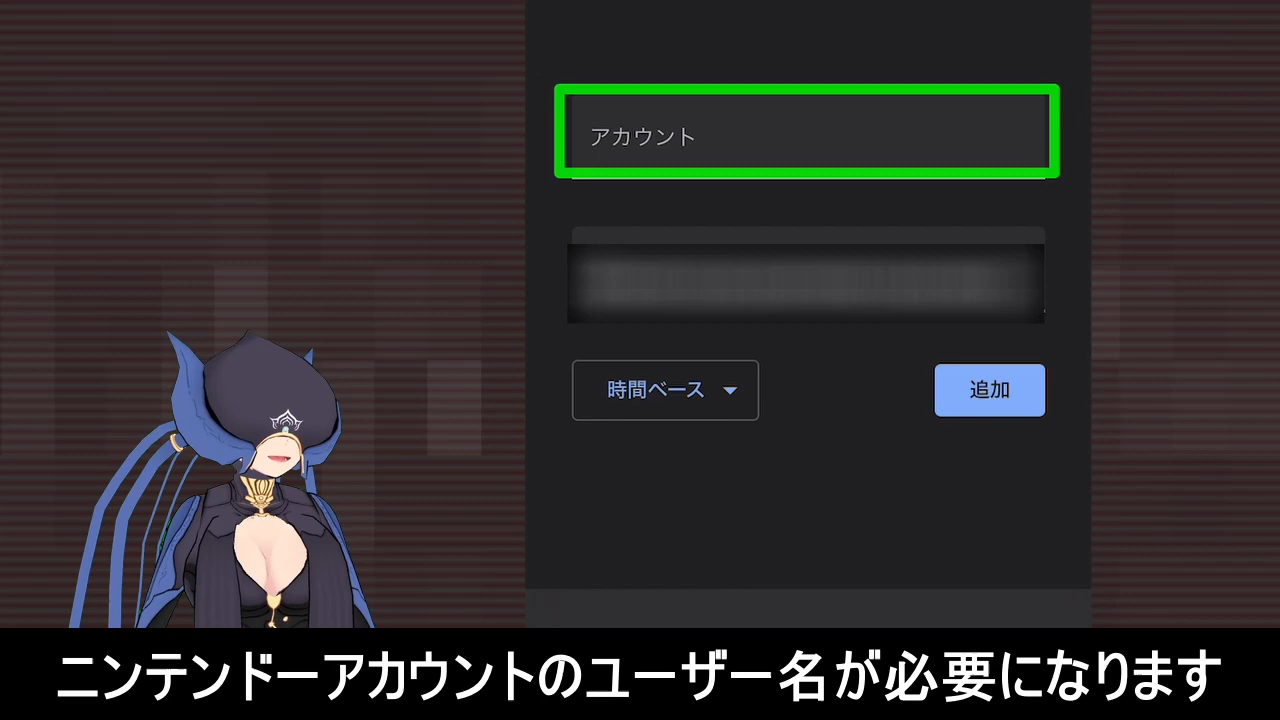 アカウント
時間ベース
追加
ニンテンドーアカウントのユーザー名が必要になります